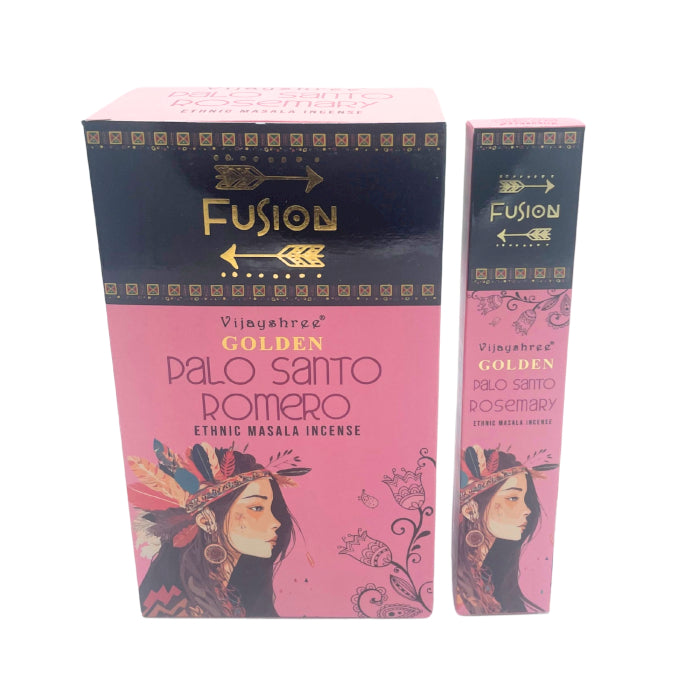 Vijayshree
PALO SANTO
ROSEMARY
ETHNIC MASALA INCENSE
FUSION
Vijayshree®
GOLDEN
PALO SANTO
ROMERO
ETHNIC MASALA INCENSE
FUSION
Vijayshree®
GOLDEN
PALO SANTO
ROSEMARY
ETHNIC MASALA INCENSE